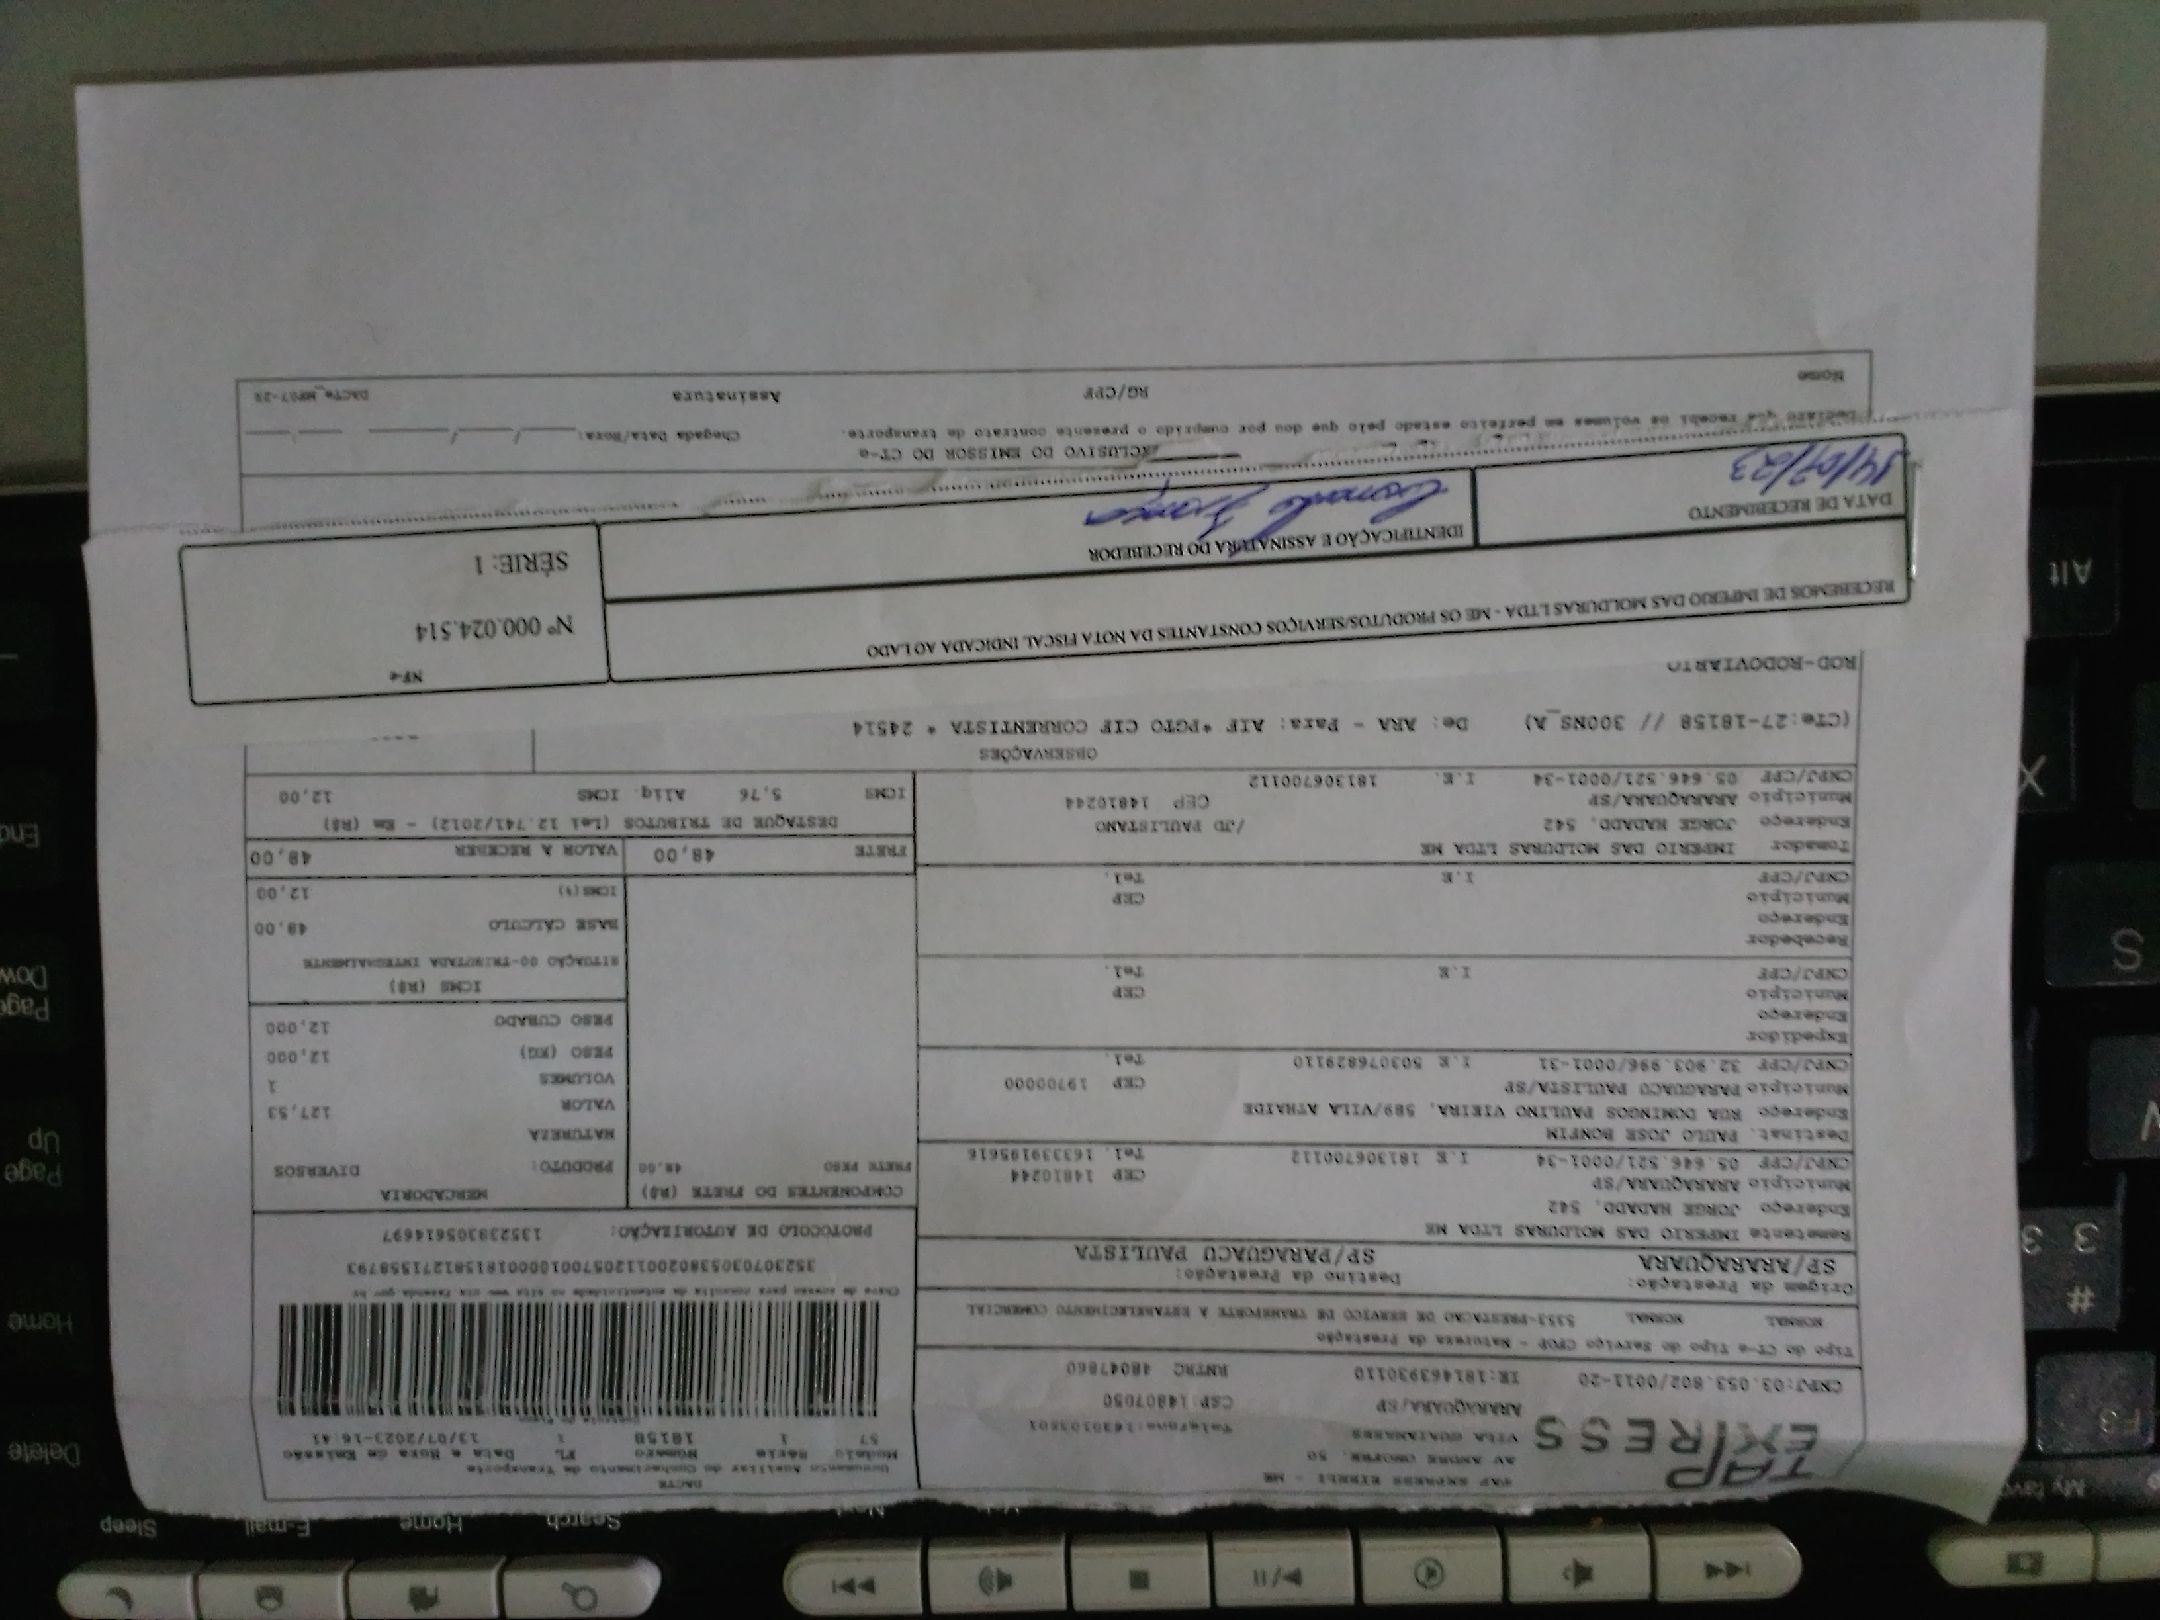 TAP
EXPRESS
TAP EXPRESS EIRELI - ME
AV ANDRE ONOFRE, 50
VILA GUAIANASES
ARARAQUARA/SP
Telefone:1630103801
CEP:14807050
CNPJ:03.053.802/0011-20 IE:181463930110 RNTRC 48047860
Tipo do CT-e Tipo do Serviço CFOP - Natureza da Prestação
NORMAL NORMAL 5353-PRESTACAO DE SERVICO DE TRANSPORTE A ESTABELECIMENTO COMERCIAL
Origem da Prestação: Destino da Prestação:
SP/ARARAQUARA SP/PARAGUACU PAULISTA
Remetente IMPERIO DAS MOLDURAS LTDA ME
Endereço JORGE HADADD, 542
Município ARARAQUARA/SP CEP 14810244
CNPJ/CPF 05.646.521/0001-34 I.E 181306700112 Tel. 1633395616
Destinat. PAULO JOSE BONFIM
Endereço RUA DOMINGOS PAULINO VIEIRA, 589/VILA ATHAIDE
Município PARAGUACU PAULISTA/SP CEP 19700000
CNPJ/CPF 32.903.996/0001-31 I.E 503076829110 Tel.
Expedidor
Endereço
Município CEP
CNPJ/CPF I.E Tel.
Recebedor
Endereço
Município CEP
CNPJ/CPF I.E Tel.
Tomador IMPERIO DAS MOLDURAS LTDA ME
Endereço JORGE HADADD, 542 /JD PAULISTANO
Município ARARAQUARA/SP CEP 14810244
CNPJ/CPF 05.646.521/0001-34 I.E. 181306700112
DACTE
Documento Auxiliar do Conhecimento de Transporte
Modelo Série Número FL Data e Hora de Emissão
57 1 18158 1 13/07/2023-16:41
Controle do Fisco
Chave de acesso para consulta de autenticidade no site www.cte.fazenda.gov.br
PROTOCOLO DE AUTORIZAÇÃO: 135238305614697
COMPONENTES DO FRETE (R$)
FRETE PESO 48,00
MERCADORIA
PRODUTO: DIVERSOS
NATUREZA
VALOR 127,53
VOLUMES 1
PESO (KG) 12,000
PESO CUBADO 12,000
ICMS (R$)
SITUAÇÃO 00-TRIBUTADA INTEGRALMENTE
BASE CÁLCULO 48,00
ICMS(%) 12,00
FRETE 48,00 VALOR A RECEBER 48,00
DESTAQUE DE TRIBUTOS (Lei 12.741/2012) - Em (R$)
ICMS 5,76 Aliq. ICMS 12,00
OBSERVAÇÕES
(CTe:27-18158 // 300NS_A) De: ARA - Para: AIF *PGTO CIF CORRENTISTA * 24514
ROD-RODOVIARIO
RECEBEMOS DE IMPERIO DAS MOLDURAS LTDA - ME OS PRODUTOS/SERVIÇOS CONSTANTES DA NOTA FISCAL INDICADA AO LADO
NF-e
Nº 000.024.514
SÉRIE: 1
DATA DE RECEBIMENTO
14/07/23
IDENTIFICAÇÃO E ASSINATURA DO RECEBEDOR
EXCLUSIVO DO EMISSOR DO CT-e
Declaro que recebi os volumes em perfeito estado pelo que dou por cumprido o presente contrato de transporte.
Chegada Data/Hora: ____/____/____ ____:____
Nome RG/CPF Assinatura